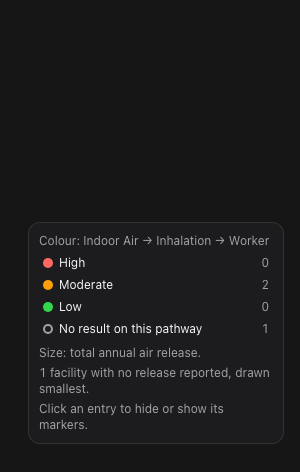 Colour: Indoor Air → Inhalation → Worker
High 0
Moderate 2
Low 0
No result on this pathway 1
Size: total annual air release.
1 facility with no release reported, drawn
smallest.
Click an entry to hide or show its
markers.